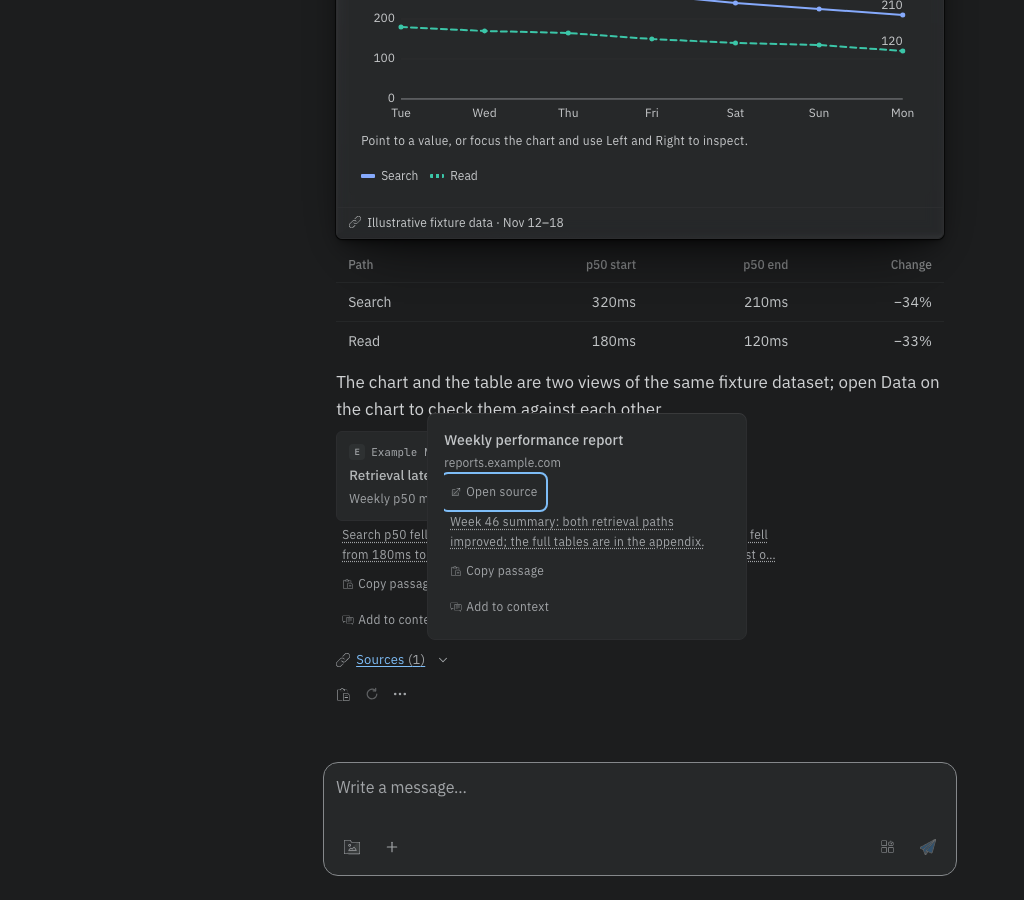 210
200
120
100
0
Tue Wed Thu Fri Sat Sun Mon
Point to a value, or focus the chart and use Left and Right to inspect.
Search Read
Illustrative fixture data · Nov 12–18
Path p50 start p50 end Change
Search 320ms 210ms −34%
Read 180ms 120ms −33%
The chart and the table are two views of the same fixture dataset; open Data on
the chart to check them against each other.
Weekly performance report
reports.example.com
Open source
Week 46 summary: both retrieval paths
improved; the full tables are in the appendix.
Copy passage
Add to context
E Example
Retrieval
Weekly p50
Search p50 fell fell
from 180ms to
Copy
Add to
Sources (1)
Write a message...